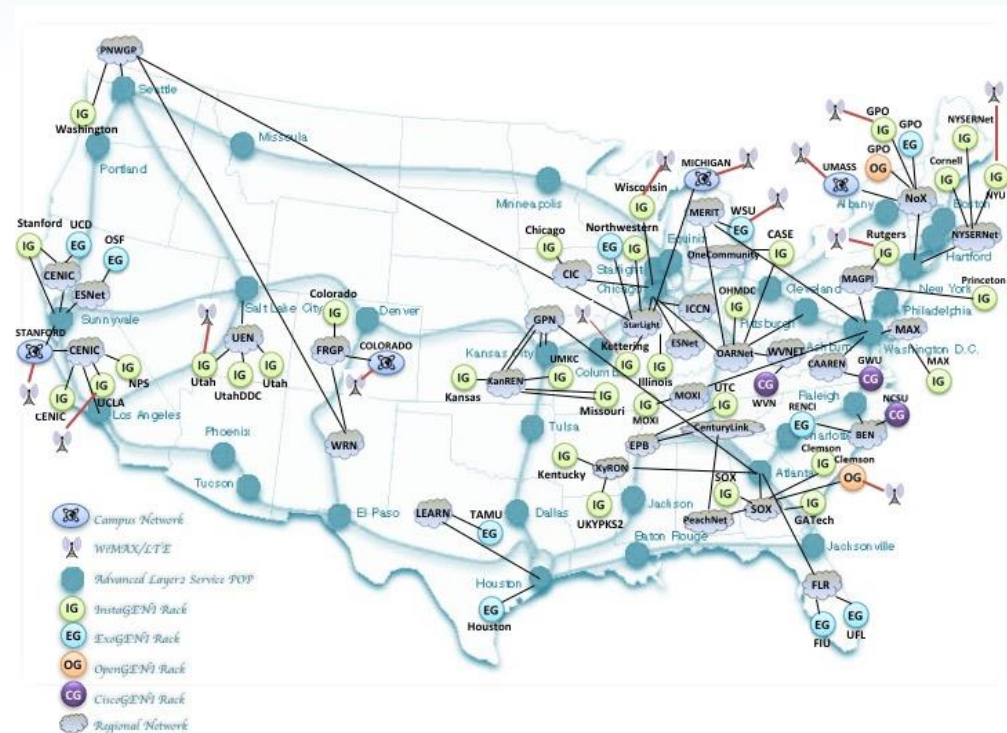 PNWGP
Seattle
IG
Washington
Portland
Missoula
Minneapolis
Stanford
UCD
IG
EG
OSF
EG
CENIC
ESNet
Sunnyvale
STANFORD
CENIC
IG
NPS
IG
UCLA
IG
CENIC
Los Angeles
Phoenix
Tucson
Salt Lake City
UEN
IG
Utah
IG
UtahDDC
IG
Utah
Colorado
IG
FRGP
COLORADO
Denver
WRN
El Paso
Chicago
IG
CIC
Wisconsin
IG
Northwestern
EG
IG
Starlight
Chicago
StarLight
MICHIGAN
MERIT
WSU
EG
OneCommunity
CASE
IG
Cleveland
OHMDC
IG
ICCN
ESNet
OARNet
WVNET
CG
WVN
CAAREN
GWU
CG
GPN
Kansas City
UMKC
IG
KanREN
IG
Kansas
IG
Missouri
Kettering
IG
IG
Illinois
MOXI
IG
MOXI
UTC
IG
CenturyLink
EPB
Tulsa
IG
Kentucky
XyRON
IG
UKYPKS2
Jackson
Dallas
Baton Rouge
Houston
LEARN
TAMU
EG
EG
Houston
SOX
IG
PeachNet
SOX
IG
GATech
Clemson
IG
Clemson
OG
Jacksonville
FLR
EG
FIU
EG
UFL
RENCI
EG
Raleigh
NCSU
CG
BEN
GPO
IG
GPO
EG
GPO
OG
UMASS
Albany
NoX
NYSERNet
IG
Cornell
IG
IG
NYU
Boston
NYSERNet
Hartford
Rutgers
IG
MAGPI
Princeton
IG
New York
Philadelphia
MAX
Washington D.C.
MAX
IG
Campus Network
WiMAX/LTE
Advanced Layer2 Service POP
IG InstaGENI Rack
EG ExoGENI Rack
OG OpenGENI Rack
CG CiscoGENI Rack
Regional Network